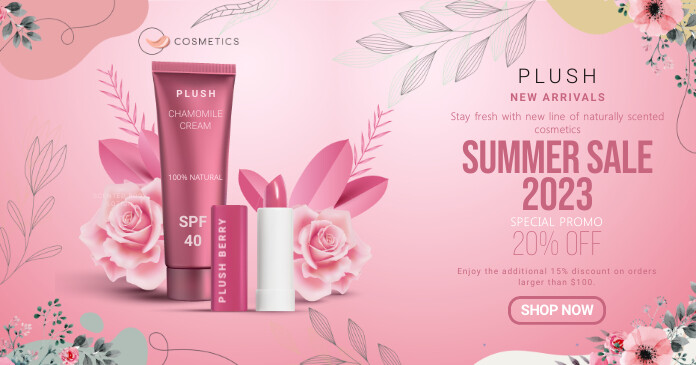 COSMETICS
PLUSH
CHAMOMILE
CREAM
100% NATURAL
SPF
40
PLUSH BERRY
PLUSH
NEW ARRIVALS
Stay fresh with new line of naturally scented
cosmetics
SUMMER SALE
2023
SPECIAL PROMO
20% OFF
Enjoy the additional 15% discount on orders
larger than $100.
SHOP NOW